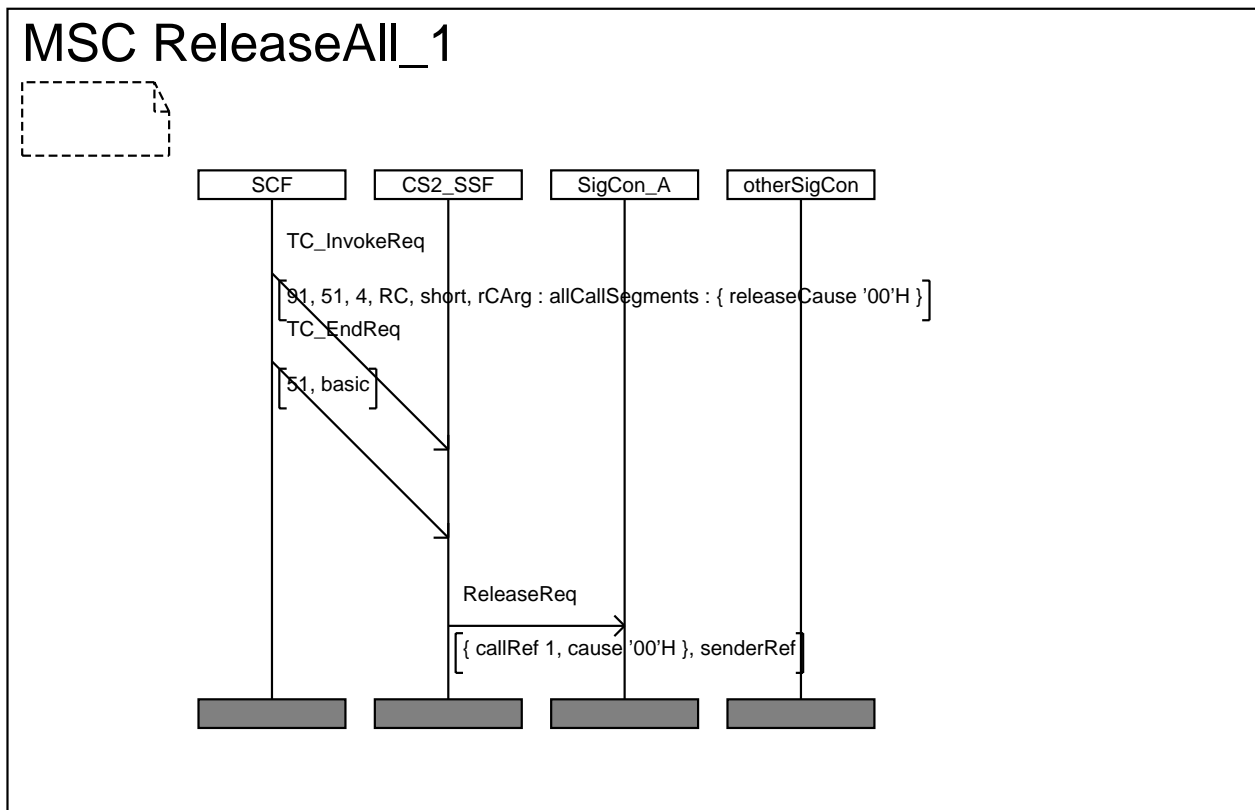 MSC ReleaseAll_1
SCF CS2_SSF SigCon_A otherSigCon
TC_InvokeReq
91, 51, 4, RC, short, rCArg : allCallSegments : { releaseCause ’00’H }
TC_EndReq
51, basic
ReleaseReq
{ callRef 1, cause ’00’H }, senderRef